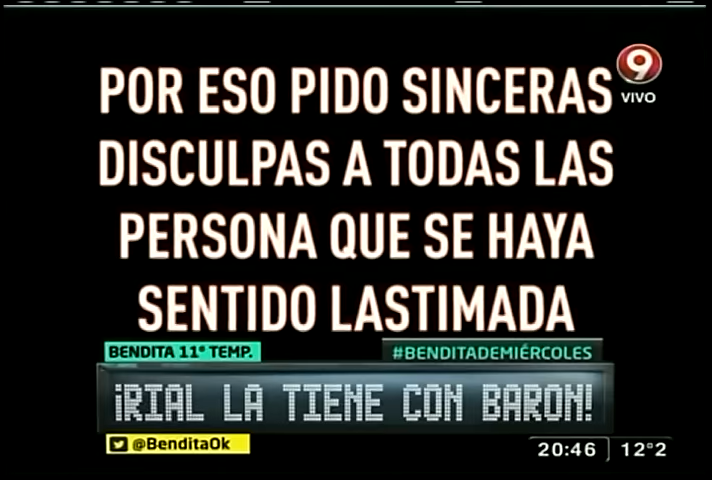 POR ESO PIDO SINCERAS
DISCULPAS A TODAS LAS
PERSONA QUE SE HAYA
SENTIDO LASTIMADA
9
VIVO
BENDITA 11° TEMP.
#BENDITADEMIÉRCOLES
¡RIAL LA TIENE CON BARON!
@BenditaOk
20:46
12°2